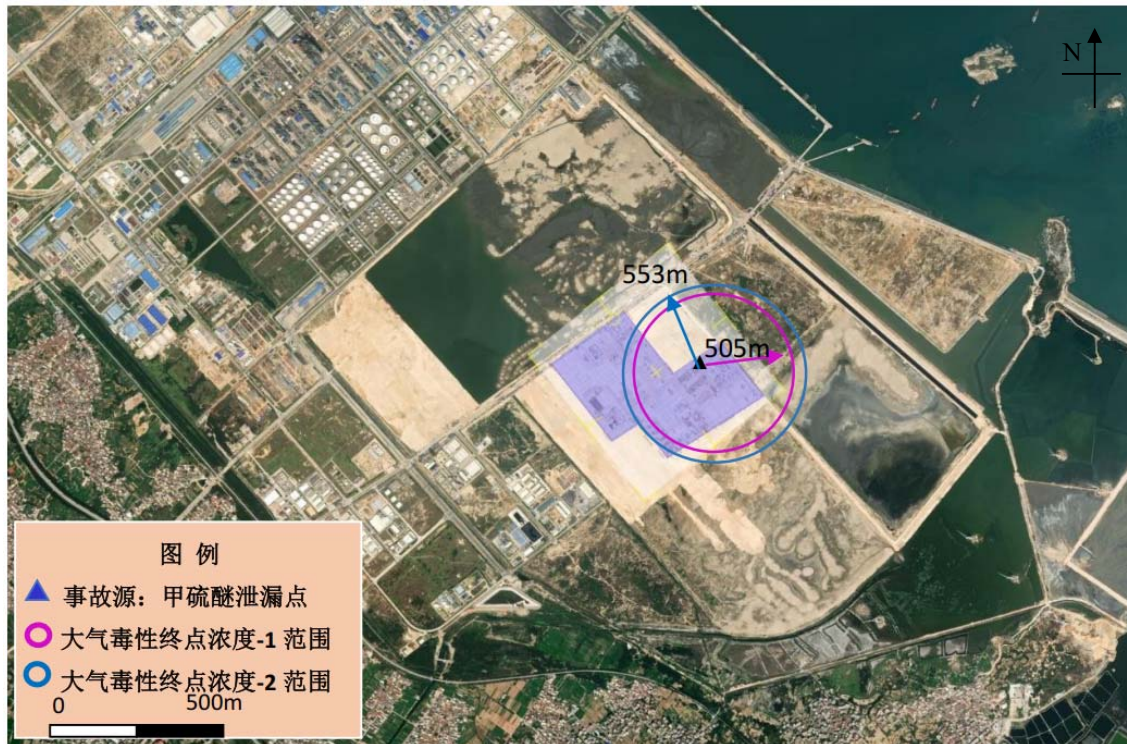 N
553m
505m
图 例
事故源：甲硫醚泄漏点
大气毒性终点浓度-1 范围
大气毒性终点浓度-2 范围
0 500m